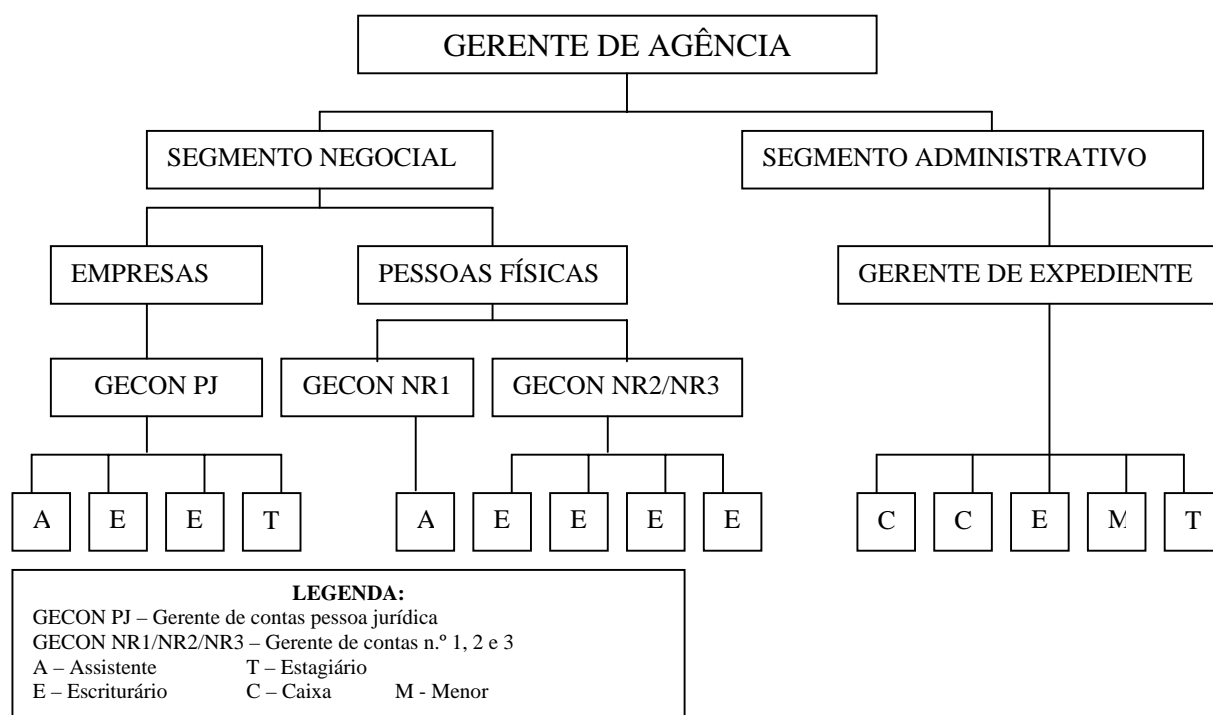 GERENTE DE AGÊNCIA
SEGMENTO NEGOCIAL
SEGMENTO ADMINISTRATIVO
EMPRESAS
PESSOAS FÍSICAS
GERENTE DE EXPEDIENTE
GECON PJ
GECON NR1
GECON NR2/NR3
A
E
E
T
A
E
E
E
E
C
C
E
M
T
LEGENDA:
GECON PJ – Gerente de contas pessoa jurídica
GECON NR1/NR2/NR3 – Gerente de contas n.º 1, 2 e 3
A – Assistente T – Estagiário
E – Escriturário C – Caixa M - Menor